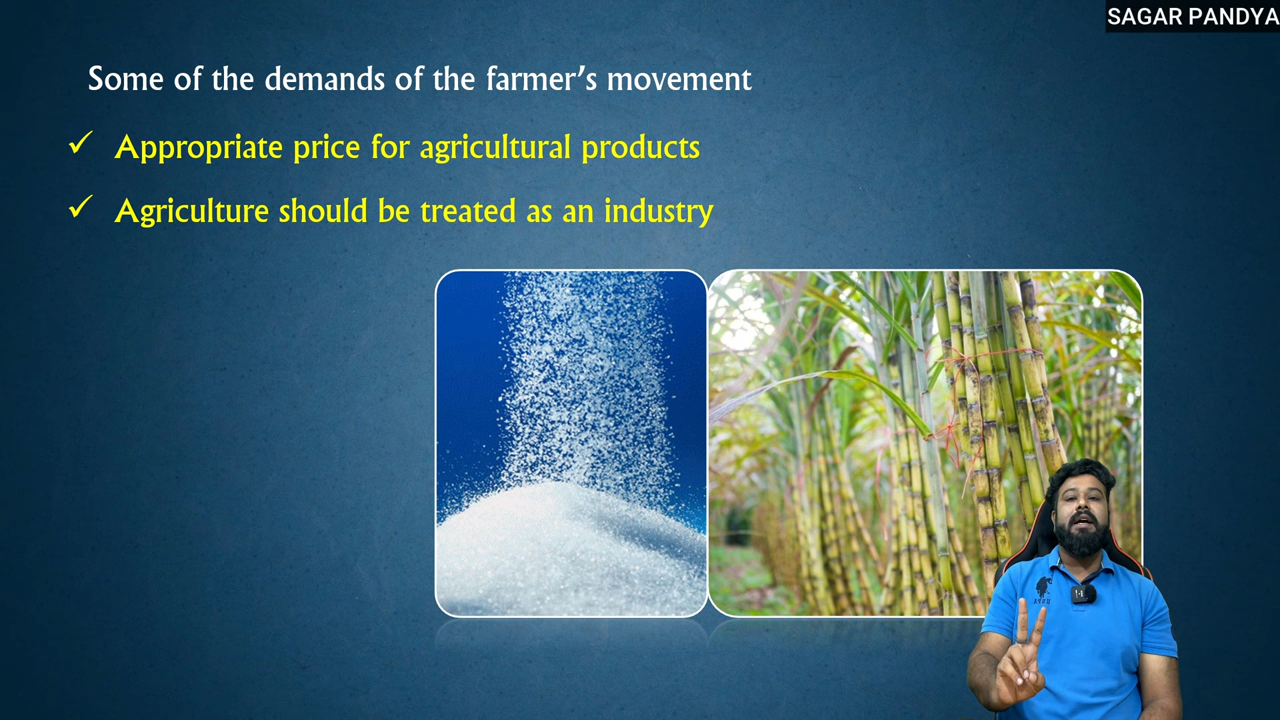 SAGAR PANDYA
Some of the demands of the farmer's movement
✓ Appropriate price for agricultural products
✓ Agriculture should be treated as an industry